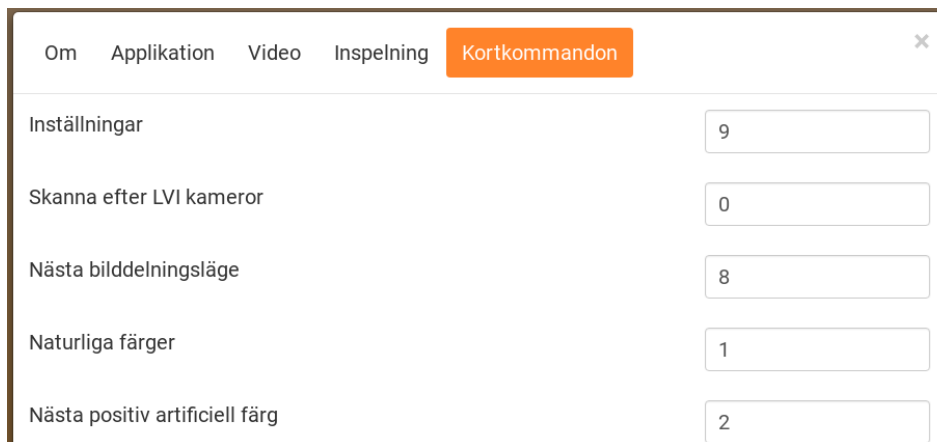 Om Applikation Video Inspelning Kortkommandon ×
Inställningar 9
Skanna efter LVI kameror 0
Nästa bilddelningsläge 8
Naturliga färger 1
Nästa positiv artificiell färg 2